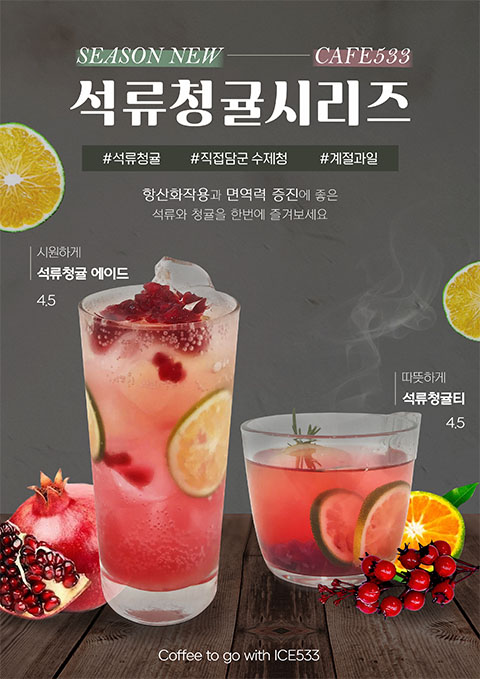 SEASON NEW CAFE533
석류청귤시리즈
#석류청귤 #직접담군 수제청 #계절과일
항산화작용과 면역력 증진에 좋은
석류와 청귤을 한번에 즐겨보세요
시원하게
석류청귤 에이드
4.5
따뜻하게
석류청귤티
4.5
Coffee to go with ICE533